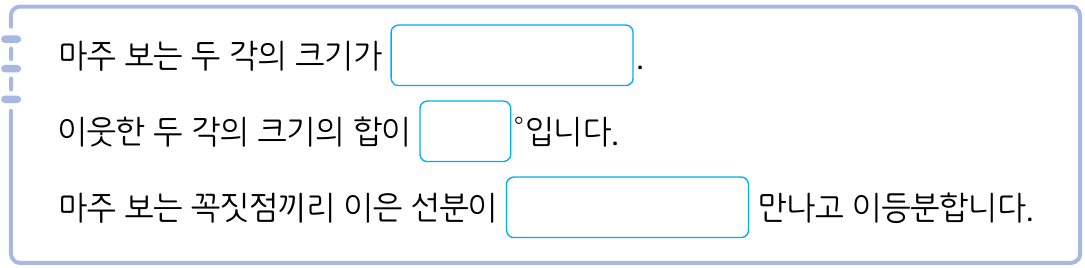 마주 보는 두 각의 크기가 .
이웃한 두 각의 크기의 합이 °입니다.
마주 보는 꼭짓점끼리 이은 선분이 만나고 이등분합니다.